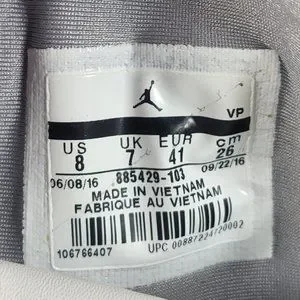 VP
US UK EUR cm
8 7 41 26
06/08/16 885429-103 09/22/16
MADE IN VIETNAM
FABRIQUE AU VIETNAM
106766407 UPC 00887224720002